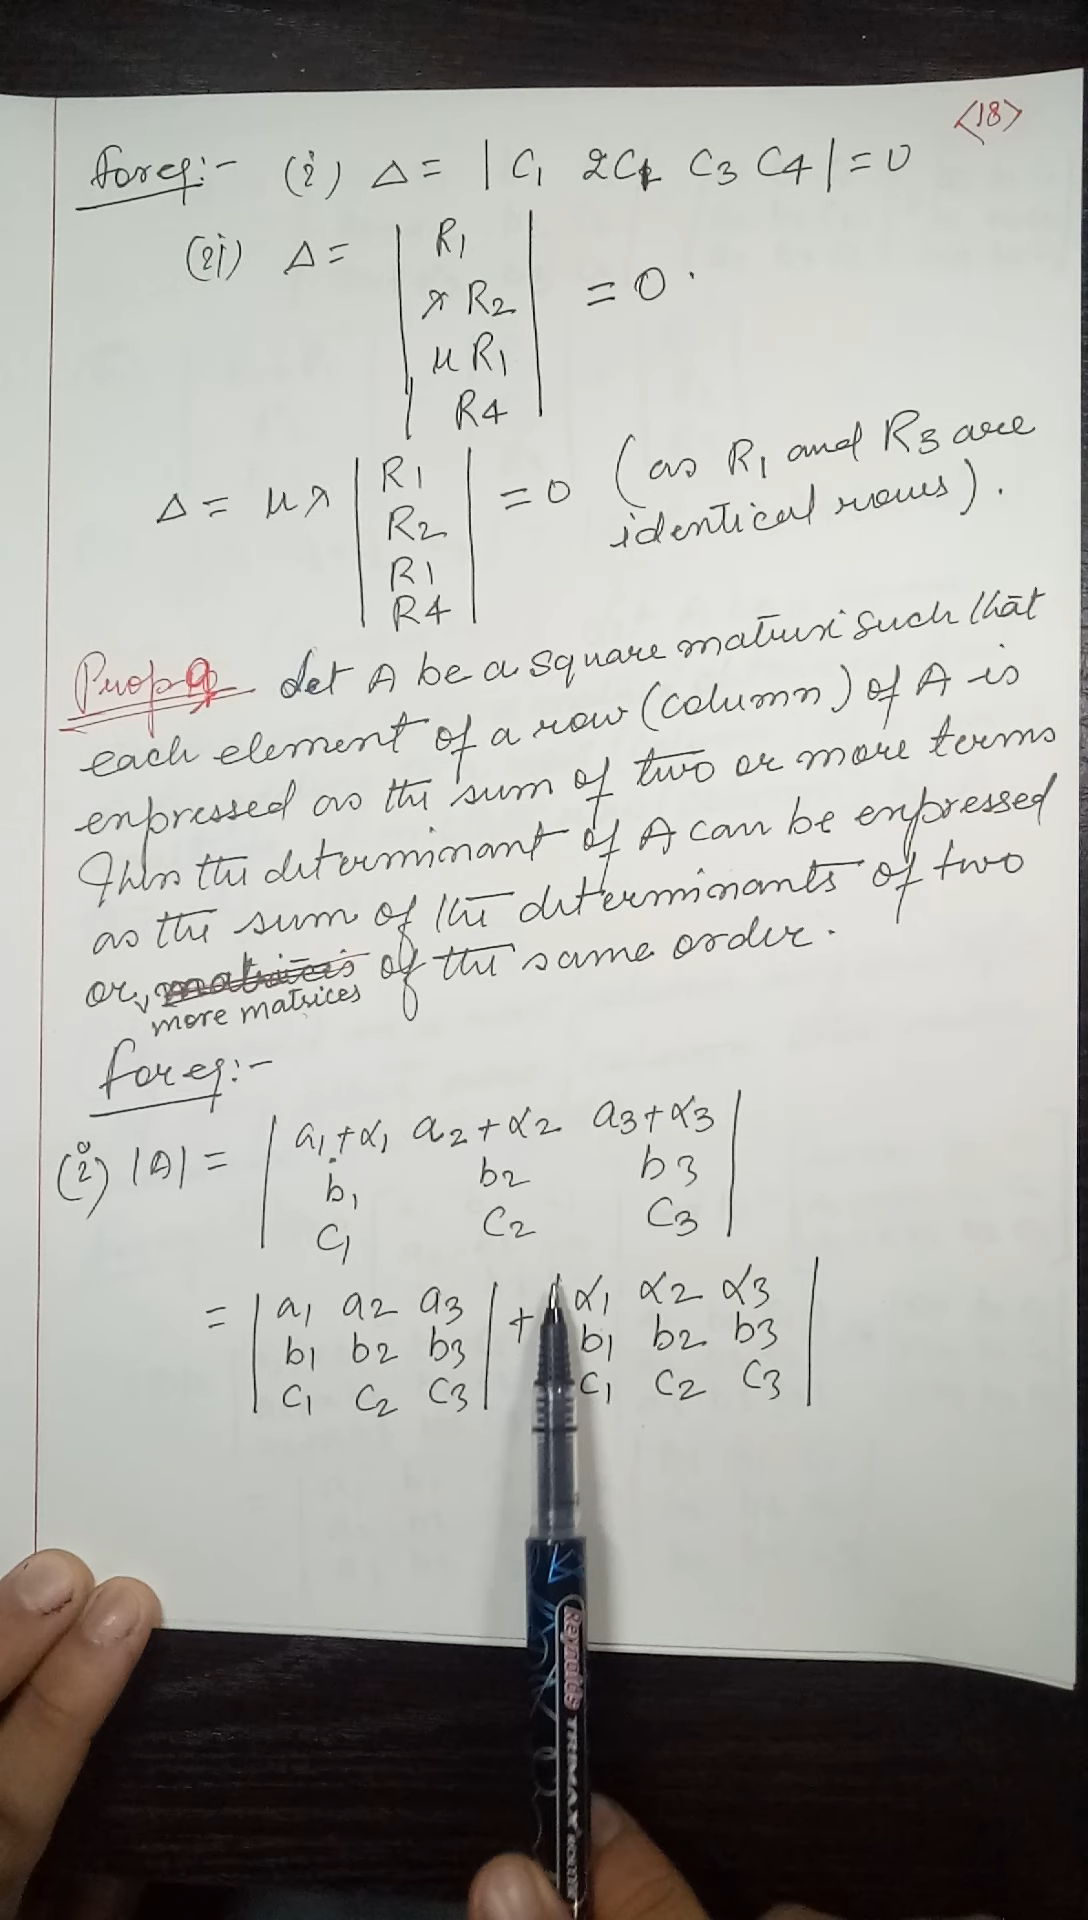 <18>
for eg:- (i) Δ = | C1 2C1 C3 C4 | = 0
(ii) Δ = | R1
λ R2
μ R1
R4 | = 0.
Δ = μλ | R1
R2
R1
R4 | = 0 (as R1 and R3 are
identical rows).
Prop 9 Let A be a square matrix such that
each element of a row (column) of A is
expressed as the sum of two or more terms
Then the determinant of A can be expressed
as the sum of the determinants of two
or more matrices of the same order.
for eg:-
(i) |A| = | a1+α1 a2+α2 a3+α3 |
b1 b2 b3
c1 c2 c3
= | a1 a2 a3 | + α1 α2 α3 |
b1 b2 b3 b1 b2 b3
c1 c2 c3 c1 c2 c3
Reynolds TRIMAX